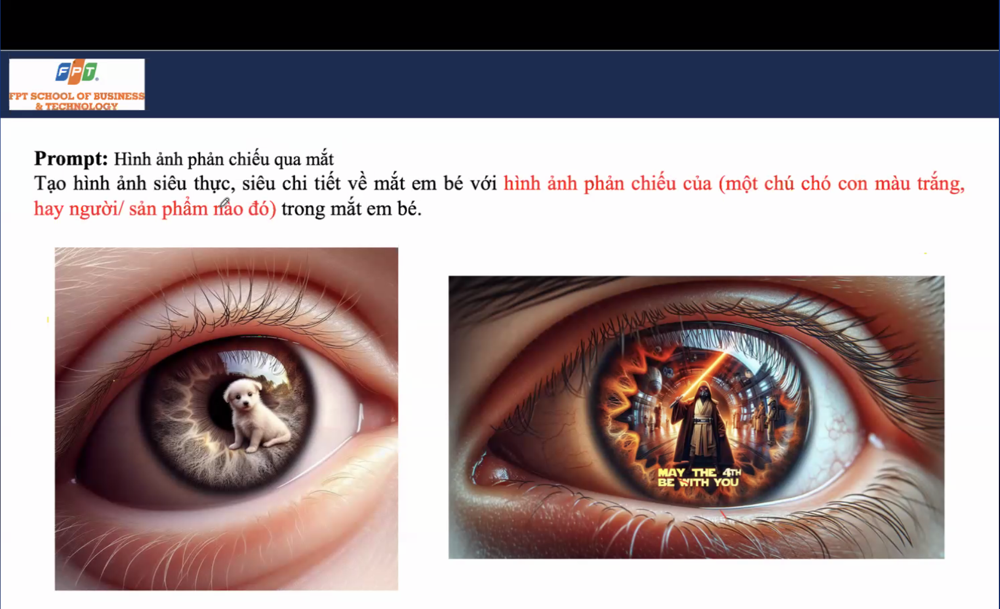 FPT
FPT SCHOOL OF BUSINESS
& TECHNOLOGY
Prompt: Hình ảnh phản chiếu qua mắt
Tạo hình ảnh siêu thực, siêu chi tiết về mắt em bé với hình ảnh phản chiếu của (một chú chó con màu trắng,
hay người/ sản phẩm nào đó) trong mắt em bé.
MAY THE 4TH
BE WITH YOU